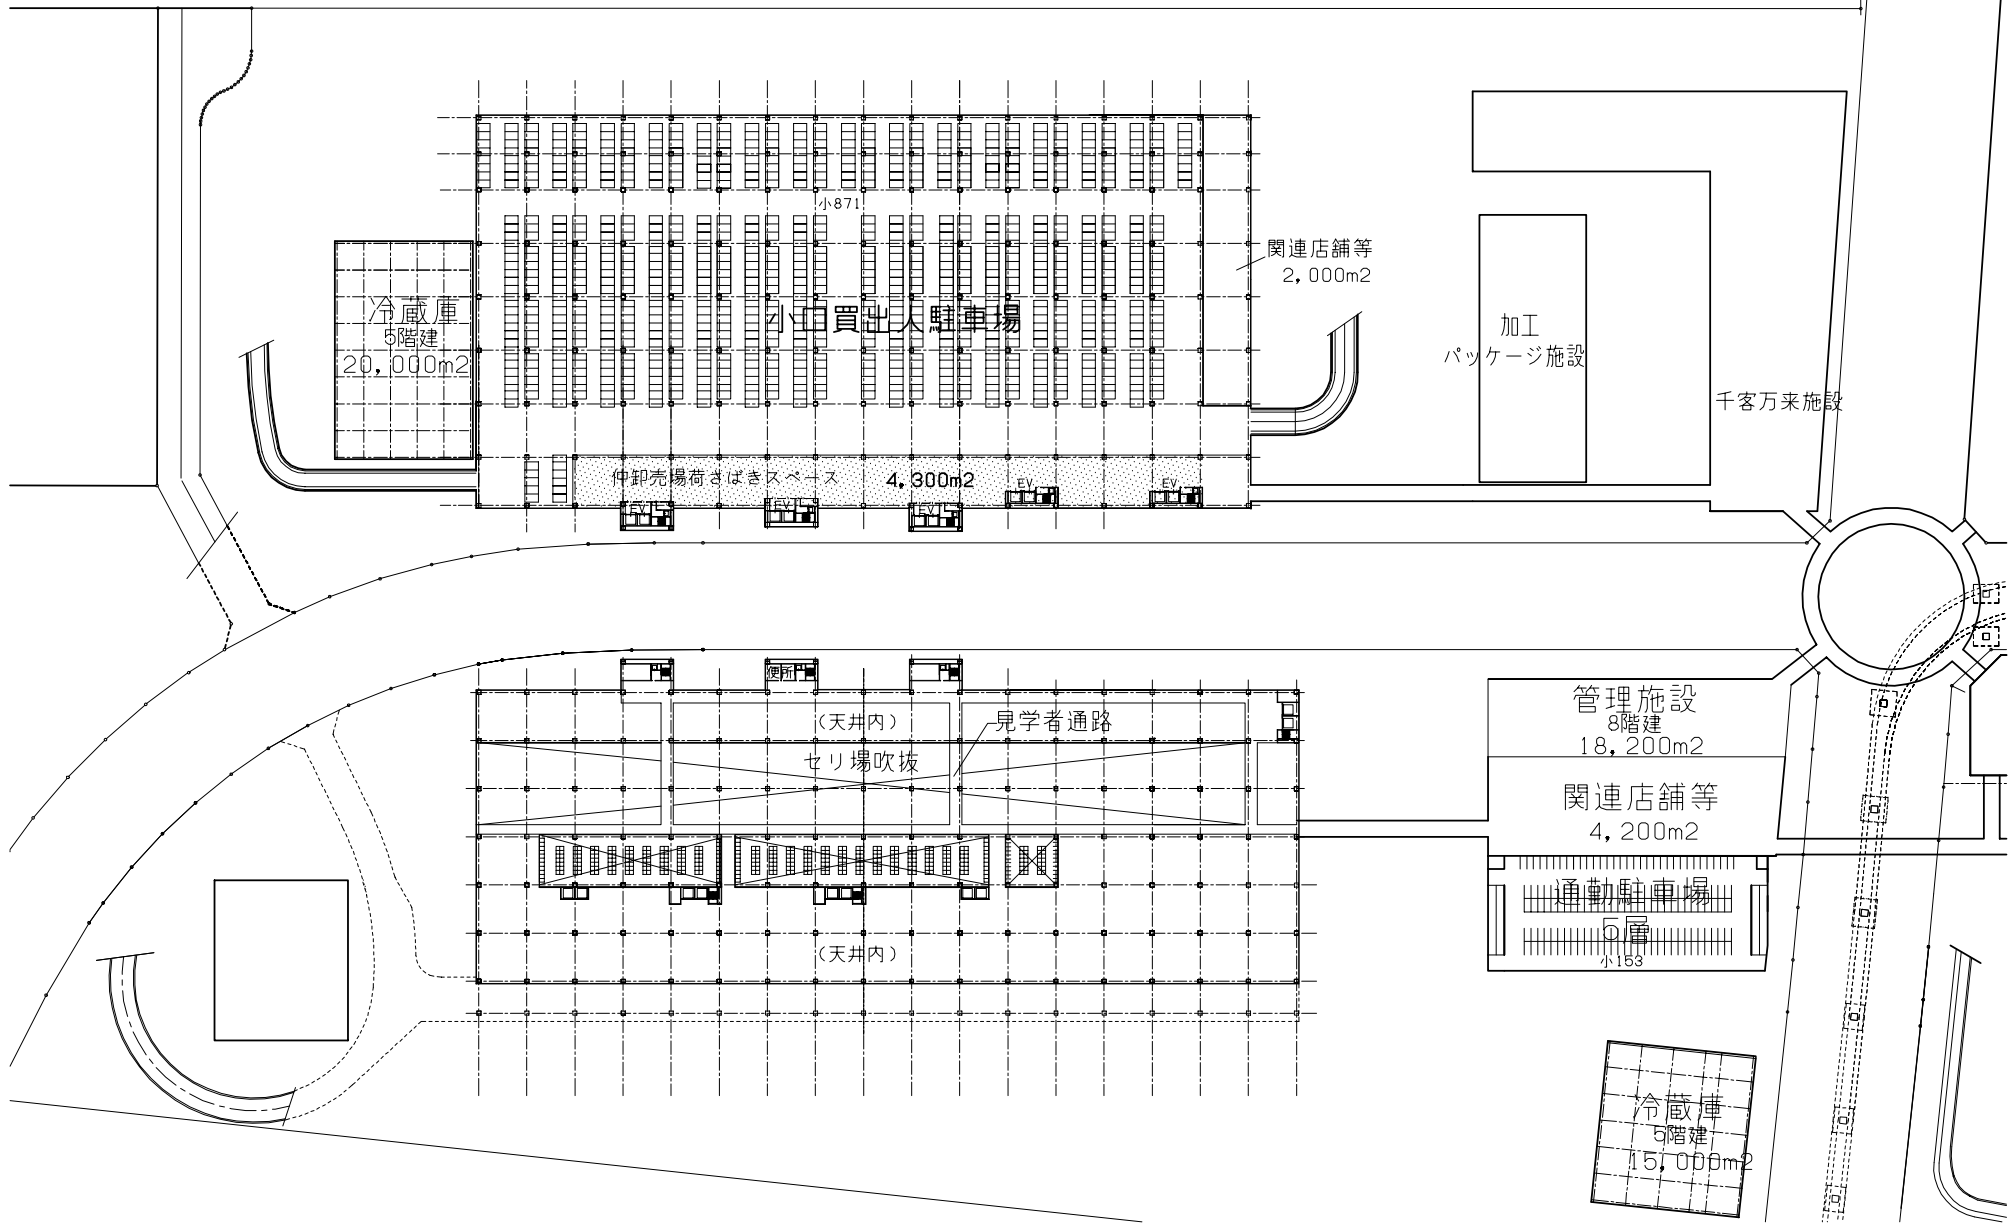 小871
関連店舗等
2,000m2
冷蔵庫
5階建
20,000m2
小口買出人駐車場
加工
パッケージ施設
千客万来施設
仲卸売場荷さばきスペース 4,300m2
EV
EV
EV
EV
EV
便所
(天井内)
見学者通路
セリ場吹抜
管理施設
8階建
18,200m2
関連店舗等
4,200m2
通勤駐車場
5層
小153
(天井内)
冷蔵庫
5階建
15,000m2